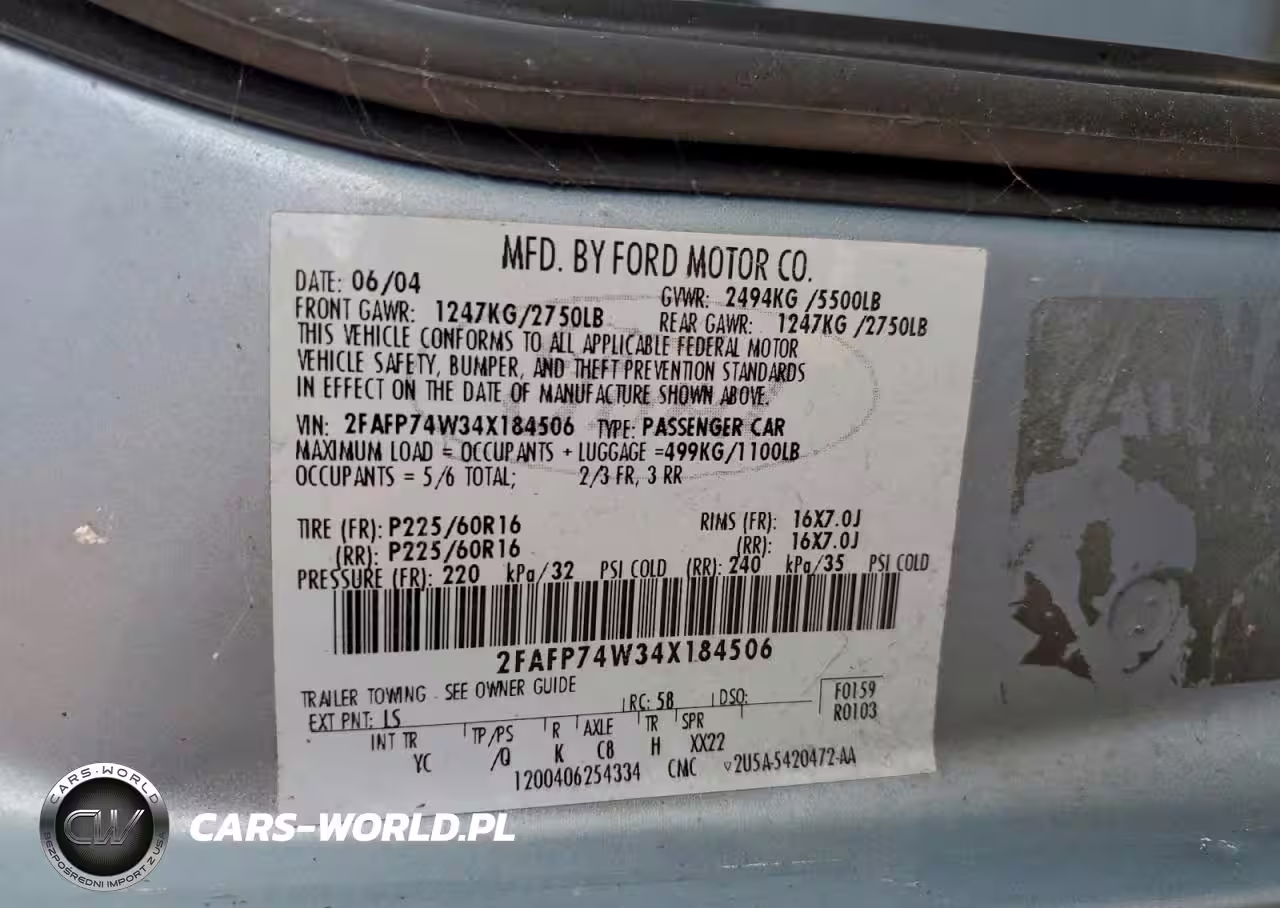 MFD. BY FORD MOTOR CO.
DATE: 06/04 GVWR: 2494KG /5500LB
FRONT GAWR: 1247KG/2750LB REAR GAWR: 1247KG /2750LB
THIS VEHICLE CONFORMS TO ALL APPLICABLE FEDERAL MOTOR
VEHICLE SAFETY, BUMPER, AND THEFT PREVENTION STANDARDS
IN EFFECT ON THE DATE OF MANUFACTURE SHOWN ABOVE.
VIN: 2FAFP74W34X184506 TYPE: PASSENGER CAR
MAXIMUM LOAD = OCCUPANTS + LUGGAGE =499KG/1100LB
OCCUPANTS = 5/6 TOTAL; 2/3 FR, 3 RR
TIRE (FR): P225/60R16 RIMS (FR): 16X7.0J
(RR): P225/60R16 (RR): 16X7.0J
PRESSURE (FR): 220 kPa/32 PSI COLD (RR): 240 kPa/35 PSI COLD
2FAFP74W34X184506
TRAILER TOWING - SEE OWNER GUIDE
EXT PNT: LS RC: 58 DSO: F0159
R0103
INT TR TP/PS R AXLE TR SPR
YC /Q K C8 H XX22
1200406254334 CMC ▽2U5A-5420472-AA
CARS-WORLD
CW
BEZPOŚREDNI IMPORT Z USA
CARS-WORLD.PL